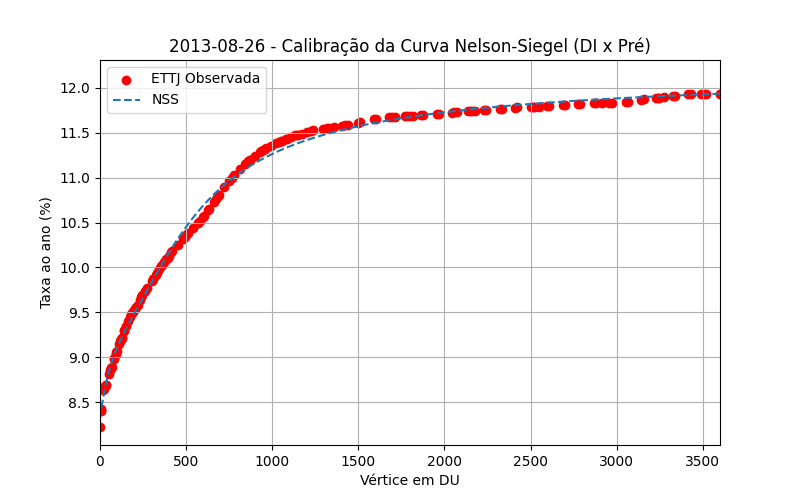 2013-08-26 - Calibração da Curva Nelson-Siegel (DI x Pré)
ETTJ Observada
NSS
Taxa ao ano (%)
12.0
11.5
11.0
10.5
10.0
9.5
9.0
8.5
0 500 1000 1500 2000 2500 3000 3500
Vértice em DU